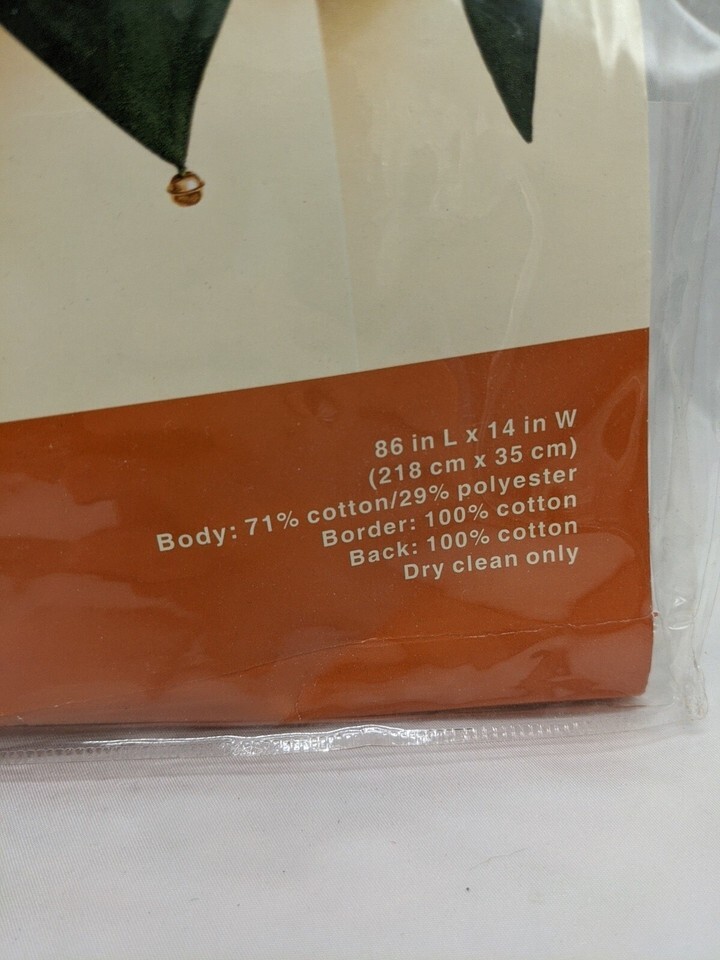 86 in L x 14 in W
(218 cm x 35 cm)
Body: 71% cotton/29% polyester
Border: 100% cotton
Back: 100% cotton
Dry clean only